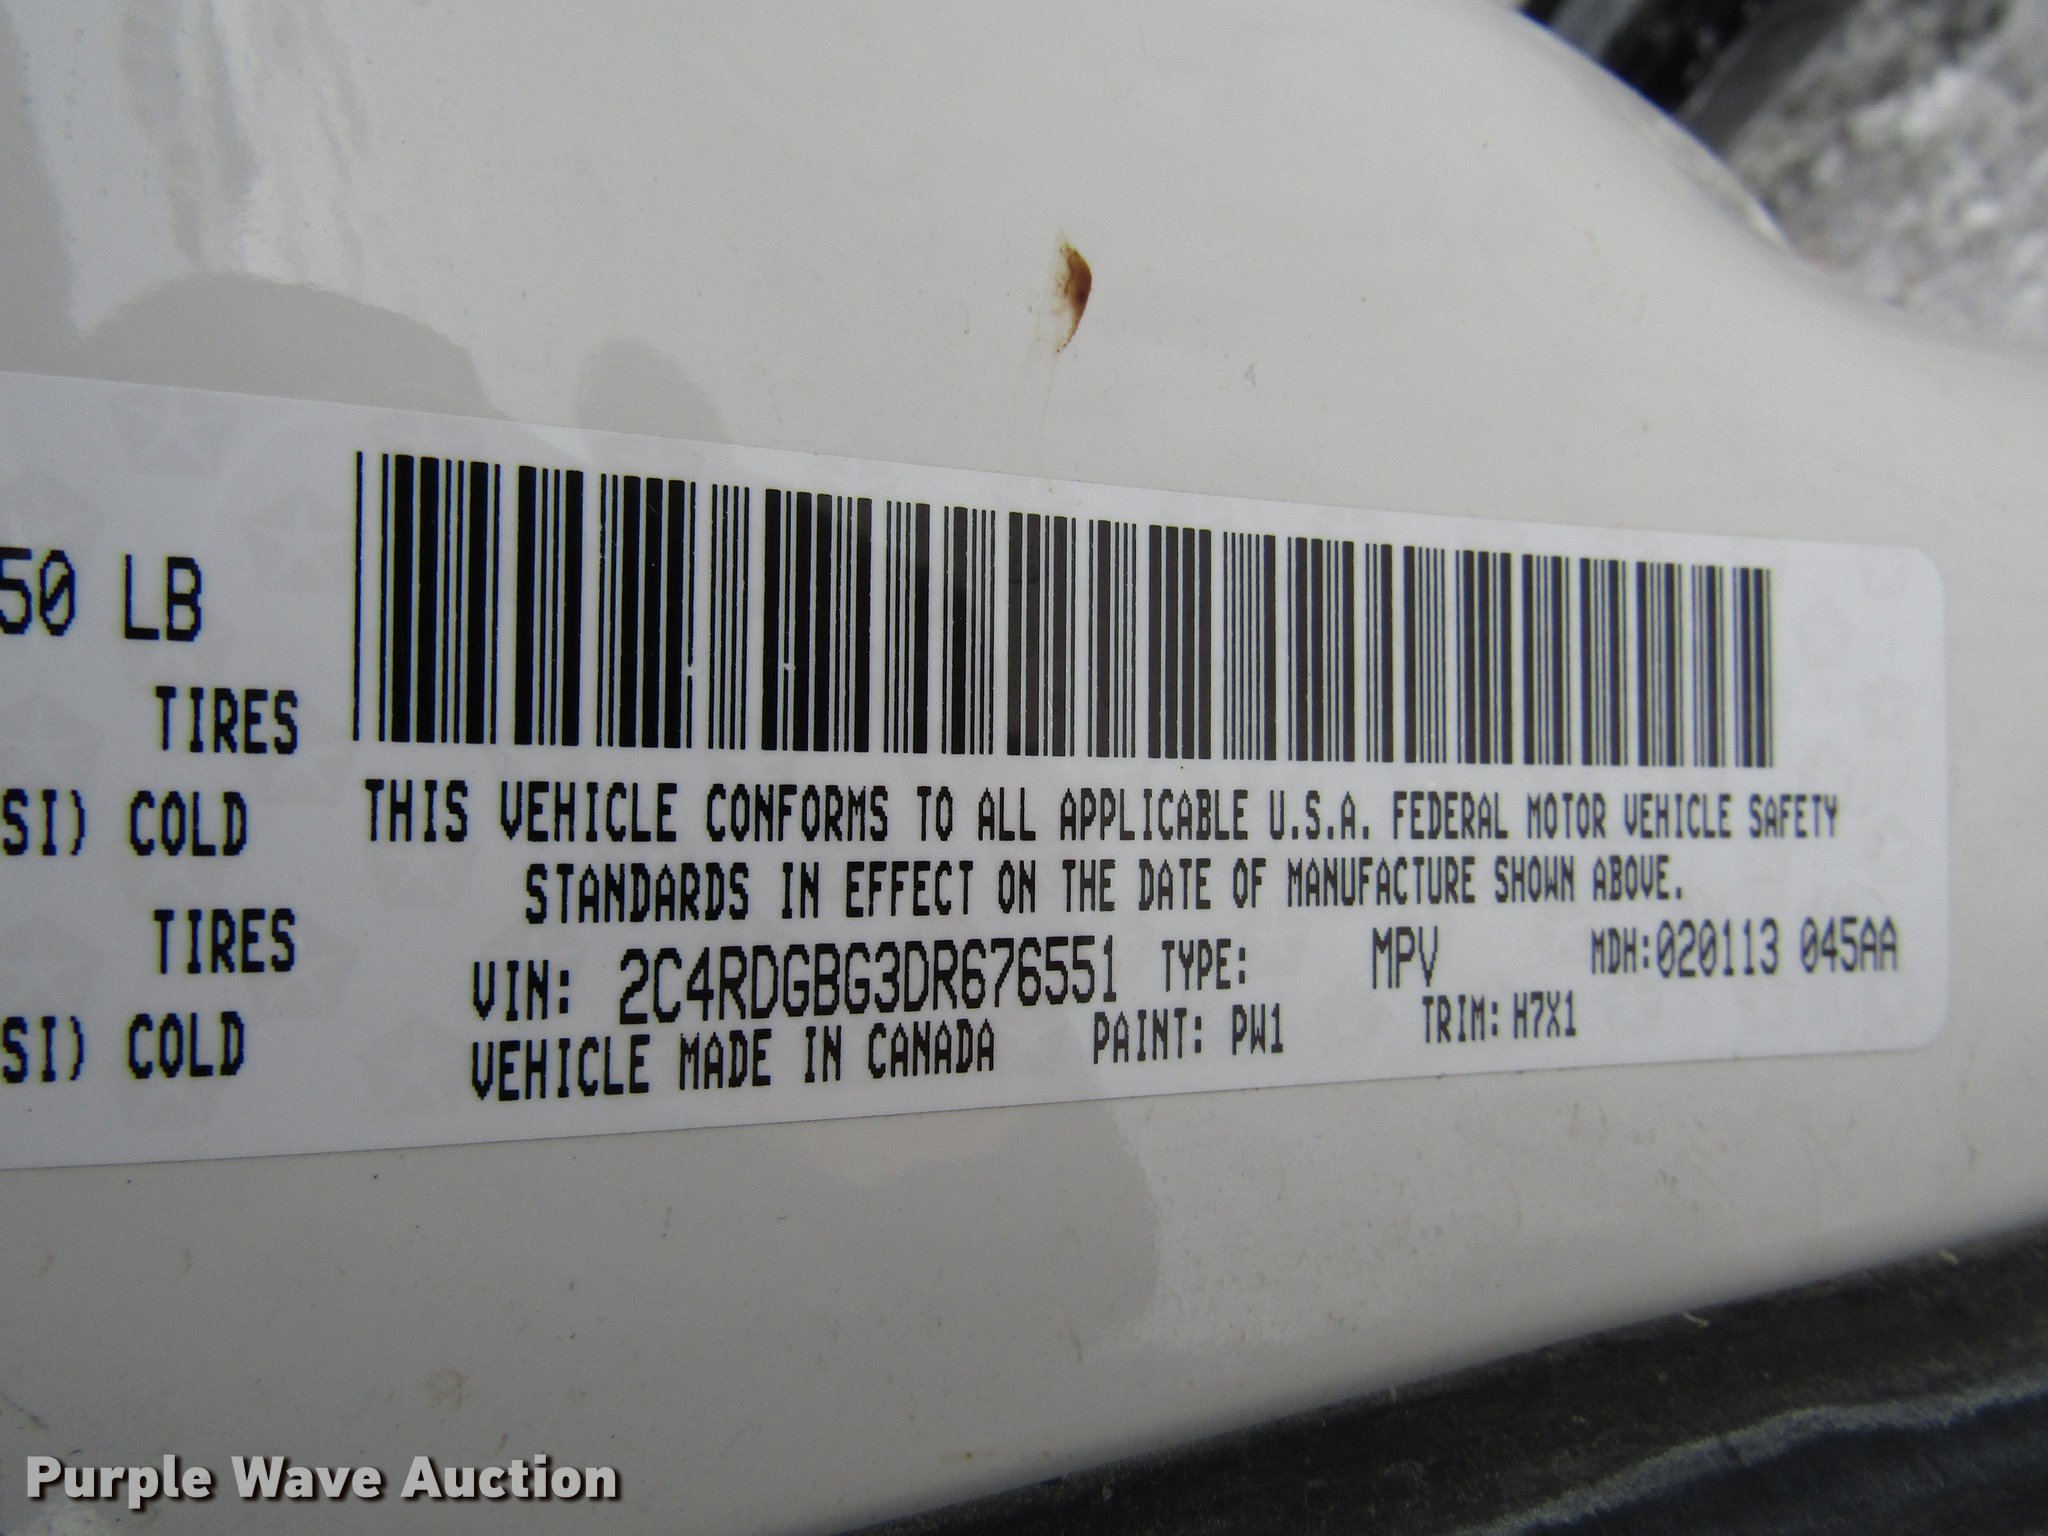 50 LB
TIRES
SI) COLD
TIRES
SI) COLD
THIS VEHICLE CONFORMS TO ALL APPLICABLE U.S.A. FEDERAL MOTOR VEHICLE SAFETY
STANDARDS IN EFFECT ON THE DATE OF MANUFACTURE SHOWN ABOVE.
VIN: 2C4RDGBG3DR676551 TYPE: MPV MDH:020113 045AA
VEHICLE MADE IN CANADA PAINT: PW1 TRIM: H7X1
Purple Wave Auction